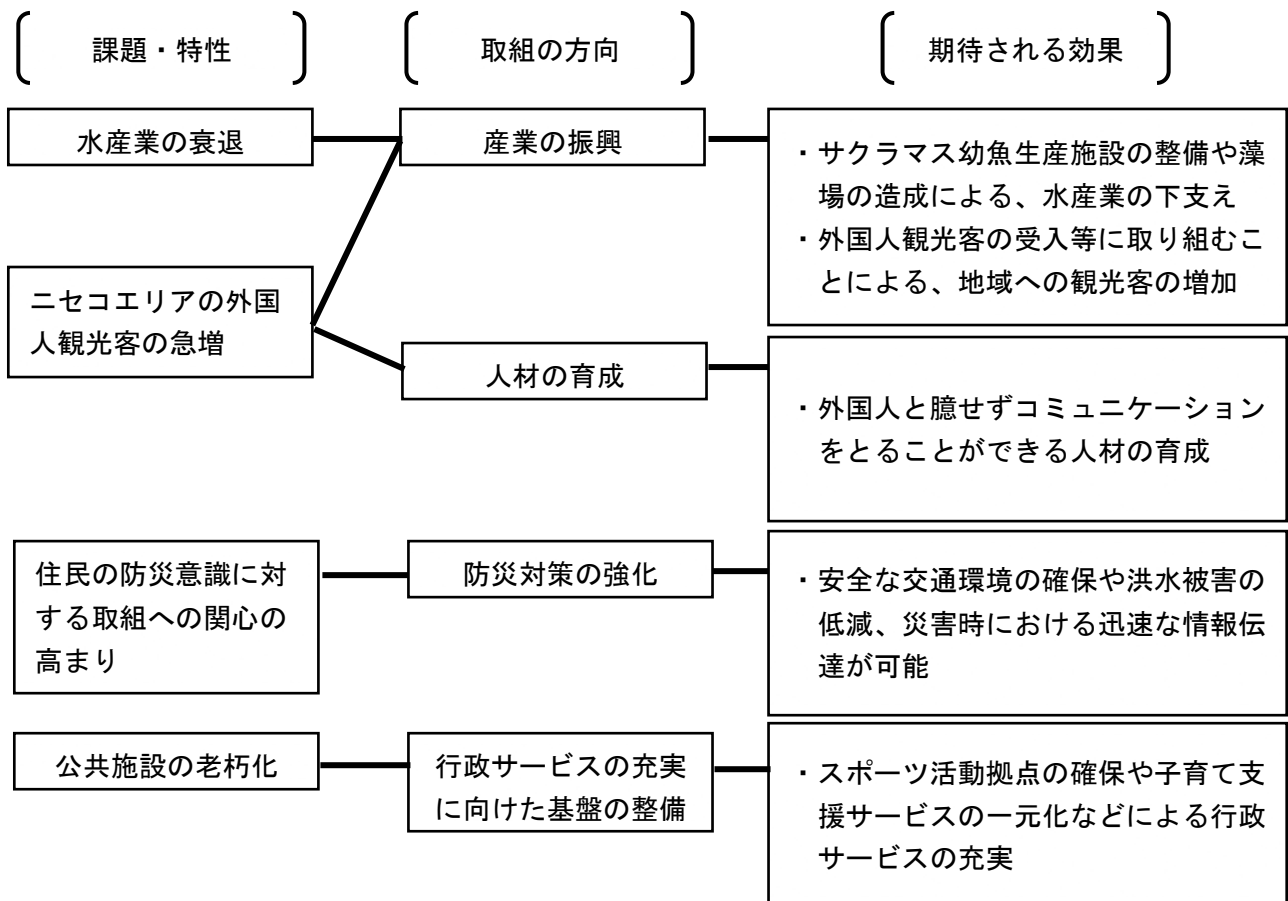 課題・特性
取組の方向
期待される効果
水産業の衰退
産業の振興
・サクラマス幼魚生産施設の整備や藻
場の造成による、水産業の下支え
・外国人観光客の受入等に取り組むこ
とによる、地域への観光客の増加
ニセコエリアの外国
人観光客の急増
人材の育成
・外国人と臆せずコミュニケーション
をとることができる人材の育成
住民の防災意識に対
する取組への関心の
高まり
防災対策の強化
・安全な交通環境の確保や洪水被害の
低減、災害時における迅速な情報伝
達が可能
公共施設の老朽化
行政サービスの充実
に向けた基盤の整備
・スポーツ活動拠点の確保や子育て支
援サービスの一元化などによる行政
サービスの充実